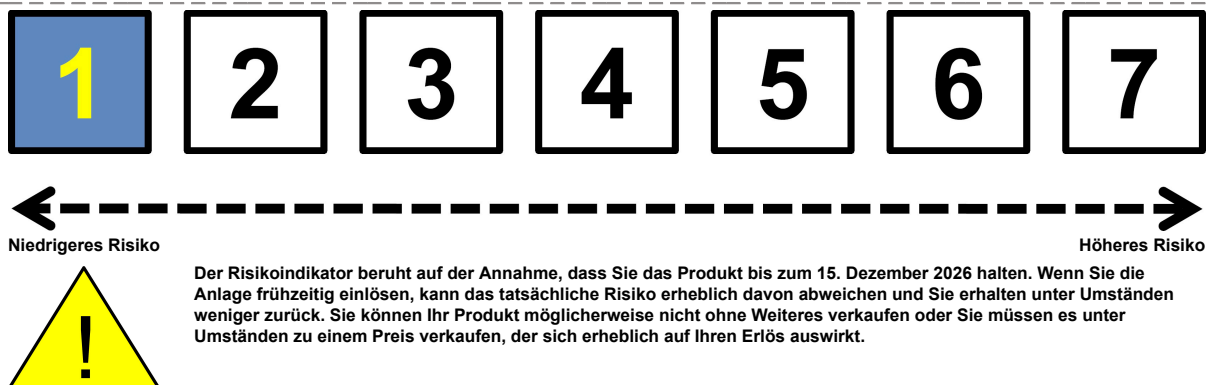 1 2 3 4 5 6 7
Niedrigeres Risiko Höheres Risiko
!
Der Risikoindikator beruht auf der Annahme, dass Sie das Produkt bis zum 15. Dezember 2026 halten. Wenn Sie die
Anlage frühzeitig einlösen, kann das tatsächliche Risiko erheblich davon abweichen und Sie erhalten unter Umständen
weniger zurück. Sie können Ihr Produkt möglicherweise nicht ohne Weiteres verkaufen oder Sie müssen es unter
Umständen zu einem Preis verkaufen, der sich erheblich auf Ihren Erlös auswirkt.